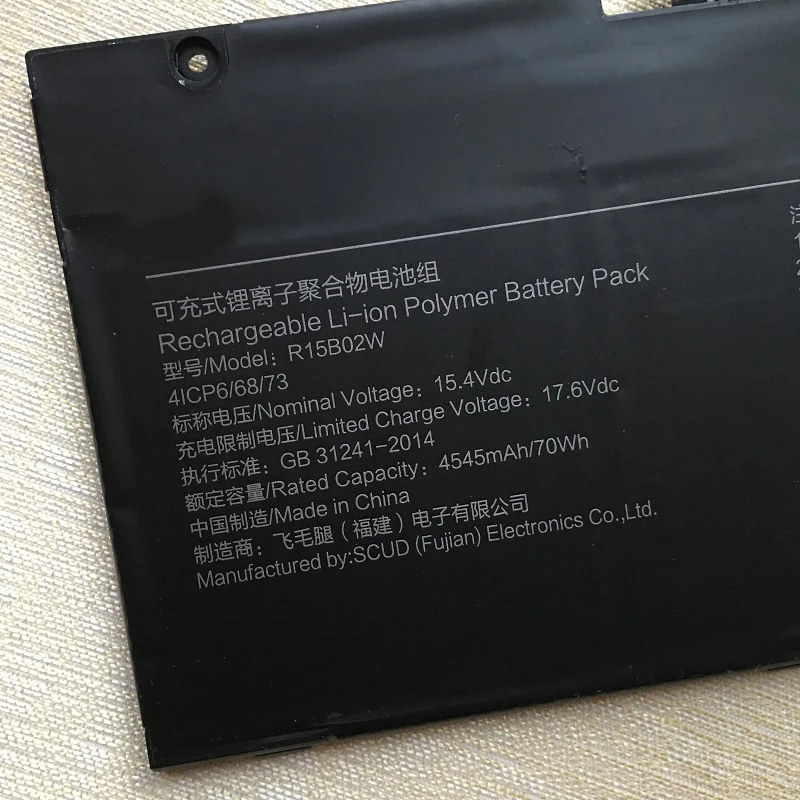 可充式锂离子聚合物电池组
Rechargeable Li-ion Polymer Battery Pack
型号/Model: R15B02W
4ICP6/68/73
标称电压/Nominal Voltage: 15.4Vdc
充电限制电压/Limited Charge Voltage: 17.6Vdc
执行标准: GB 31241-2014
额定容量/Rated Capacity: 4545mAh/70Wh
中国制造/Made in China
制造商: 飞毛腿(福建)电子有限公司
Manufactured by:SCUD (Fujian) Electronics Co.,Ltd.